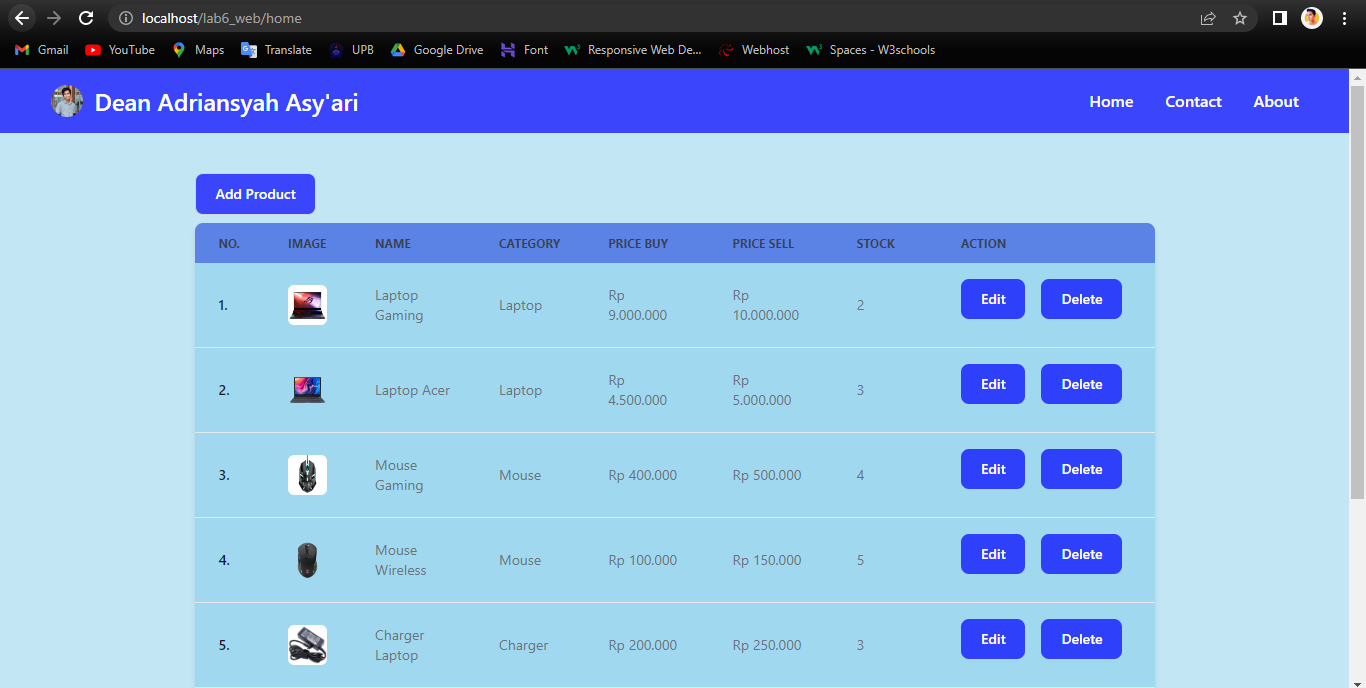 localhost/lab6_web/home
Gmail YouTube Maps Translate UPB Google Drive Font Responsive Web De... Webhost Spaces - W3schools
Dean Adriansyah Asy'ari Home Contact About
Add Product
NO. IMAGE NAME CATEGORY PRICE BUY PRICE SELL STOCK ACTION
1. Laptop Gaming Laptop Rp 9.000.000 Rp 10.000.000 2 Edit Delete
2. Laptop Acer Laptop Rp 4.500.000 Rp 5.000.000 3 Edit Delete
3. Mouse Gaming Mouse Rp 400.000 Rp 500.000 4 Edit Delete
4. Mouse Wireless Mouse Rp 100.000 Rp 150.000 5 Edit Delete
5. Charger Laptop Charger Rp 200.000 Rp 250.000 3 Edit Delete